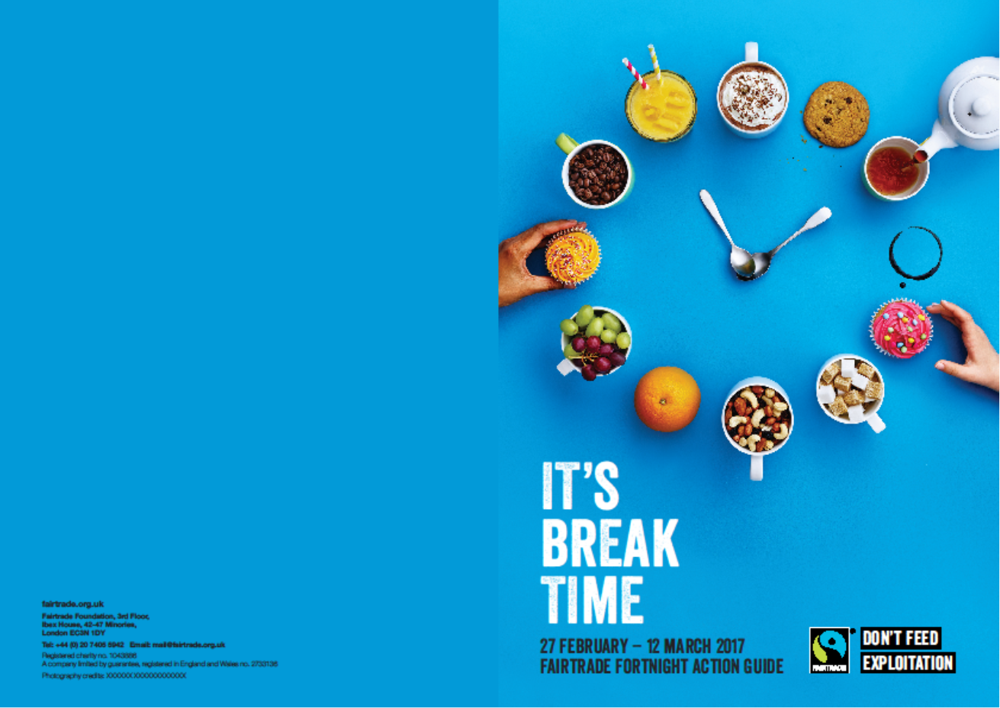 fairtrade.org.uk
Fairtrade Foundation, 3rd Floor,
Ibex House, 42-47 Minories,
London EC3N 1DY
Tel: +44 (0) 20 7405 5942 Email: mail@fairtrade.org.uk
Registered charity no. 1043886
A company limited by guarantee, registered in England and Wales no. 2733136
Photography credits: XXXXXX XXXXXXXXXXXXX
IT'S
BREAK
TIME
27 FEBRUARY – 12 MARCH 2017
FAIRTRADE FORTNIGHT ACTION GUIDE
FAIRTRADE
DON'T FEED
EXPLOITATION